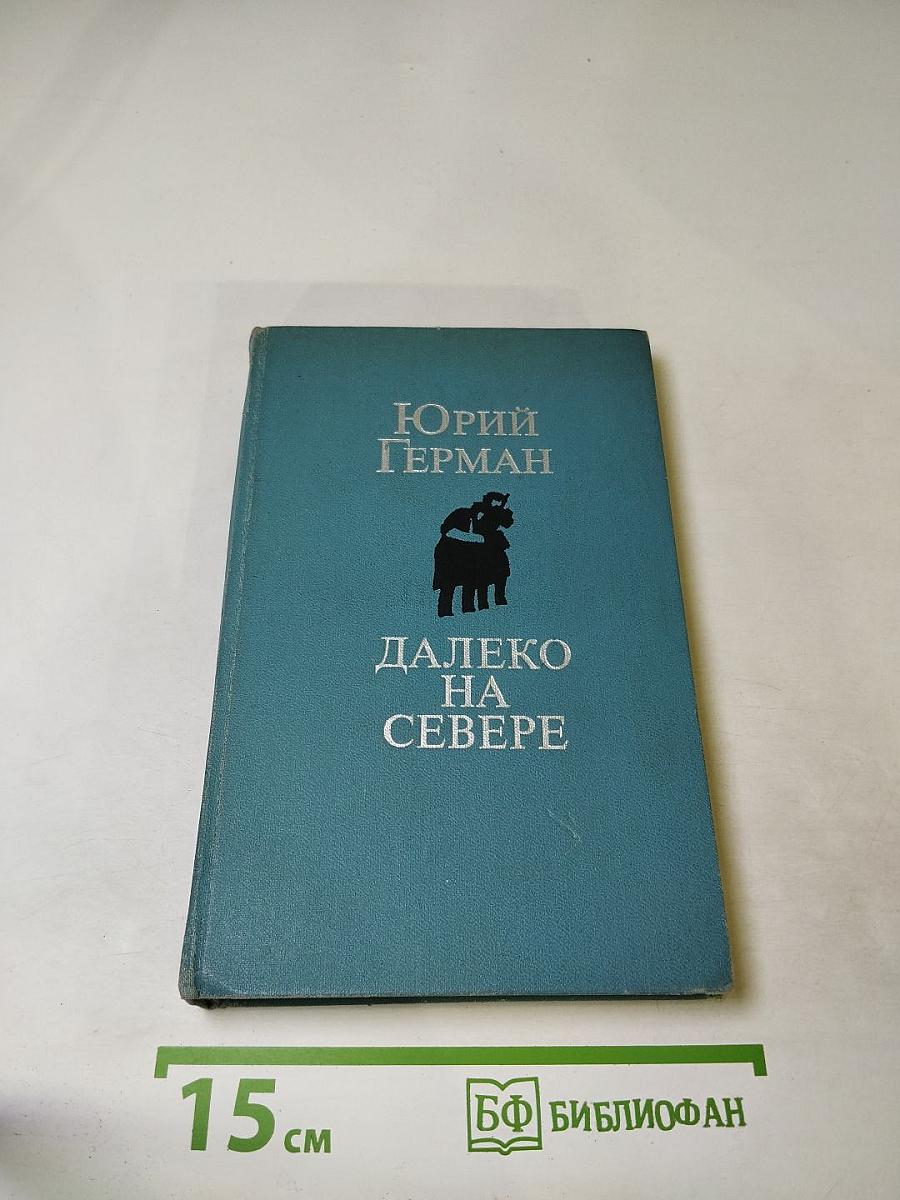 Юрий
Герман
ДАЛЕКО
НА
СЕВЕРЕ
15 см
БФ БИБЛИОФАН